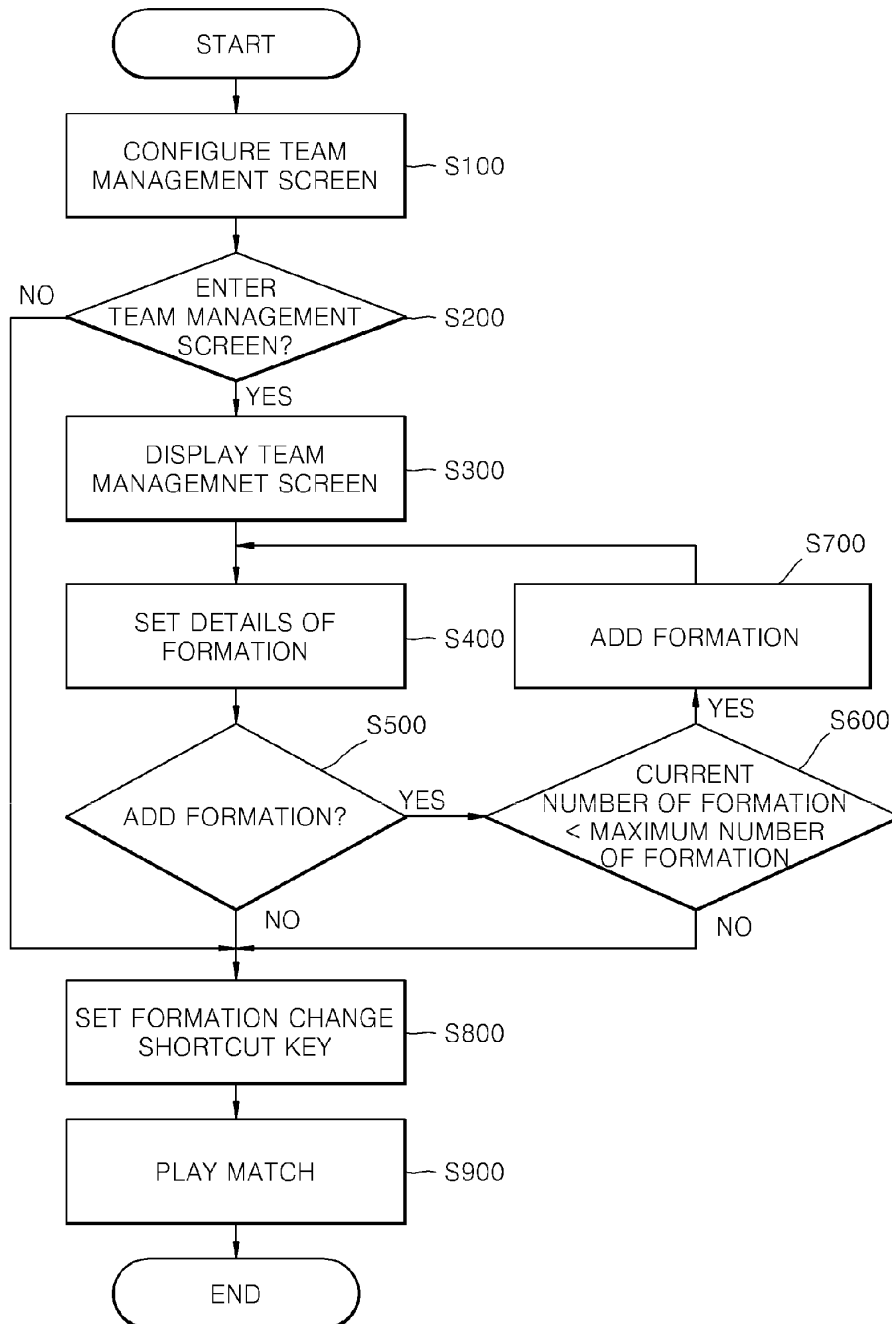 START
CONFIGURE TEAM
MANAGEMENT SCREEN
S100
NO
ENTER
TEAM MANAGEMENT
SCREEN?
S200
YES
DISPLAY TEAM
MANAGEMNET SCREEN
S300
S700
SET DETAILS OF
FORMATION
S400
ADD FORMATION
YES
S500
S600
ADD FORMATION?
YES
CURRENT
NUMBER OF FORMATION
< MAXIMUM NUMBER
OF FORMATION
NO
NO
SET FORMATION CHANGE
SHORTCUT KEY
S800
PLAY MATCH
S900
END